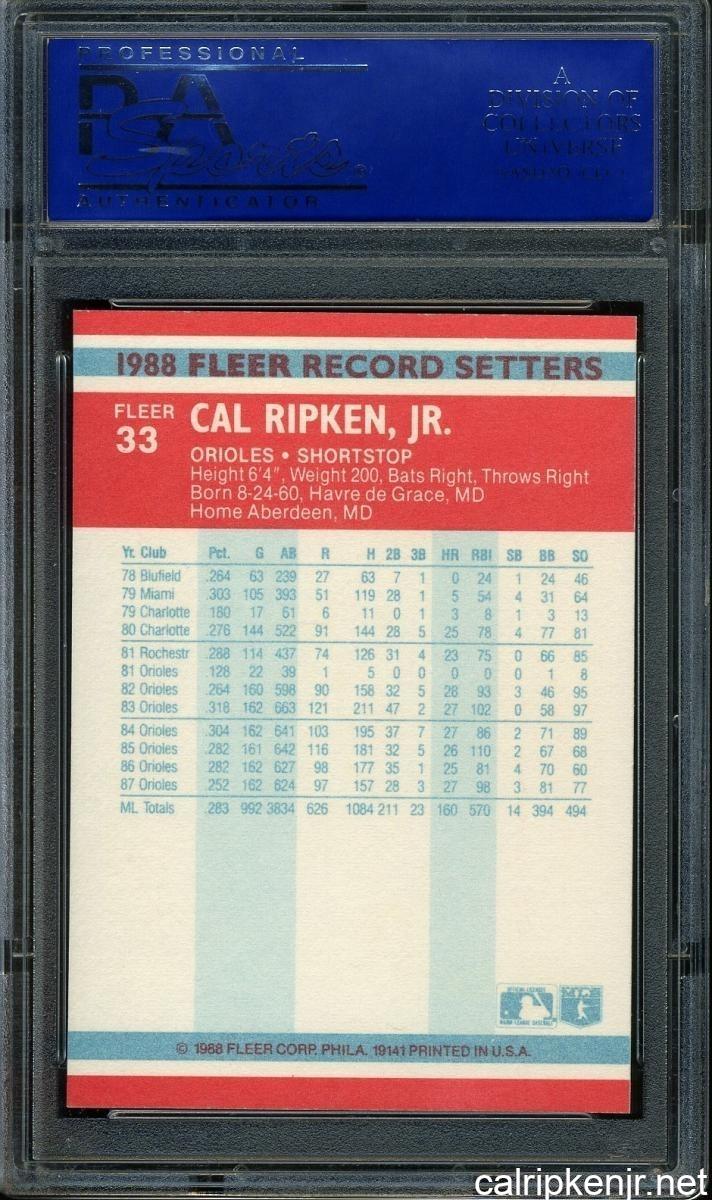 PROFESSIONAL
PSA
Sports ®
AUTHENTICATOR
A
DIVISION OF
COLLECTORS
UNIVERSE
1988 FLEER RECORD SETTERS
FLEER
33
CAL RIPKEN, JR.
ORIOLES • SHORTSTOP
Height 6'4", Weight 200, Bats Right, Throws Right
Born 8-24-60, Havre de Grace, MD
Home Aberdeen, MD
Yr. Club Pct. G AB R H 2B 3B HR RBI SB BB SO
78 Blufield .264 63 239 27 63 7 1 0 24 1 24 46
79 Miami .303 105 393 51 119 28 1 5 54 4 31 64
79 Charlotte .180 17 61 6 11 0 1 3 8 1 3 13
80 Charlotte .276 144 522 91 144 28 5 25 78 4 77 81
81 Rochestr .288 114 437 74 126 31 4 23 75 0 66 85
81 Orioles .128 22 39 1 5 0 0 0 0 0 1 8
82 Orioles .264 160 598 90 158 32 5 28 93 3 46 95
83 Orioles .318 162 663 121 211 47 2 27 102 0 58 97
84 Orioles .304 162 641 103 195 37 7 27 86 2 71 89
85 Orioles .282 161 642 116 181 32 5 26 110 2 67 68
86 Orioles .282 162 627 98 177 35 1 25 81 4 70 60
87 Orioles .252 162 624 97 157 28 3 27 98 3 81 77
ML Totals .283 992 3834 626 1084 211 23 160 570 14 394 494
© 1988 FLEER CORP. PHILA. 19141 PRINTED IN U.S.A.
calripkenjr.net